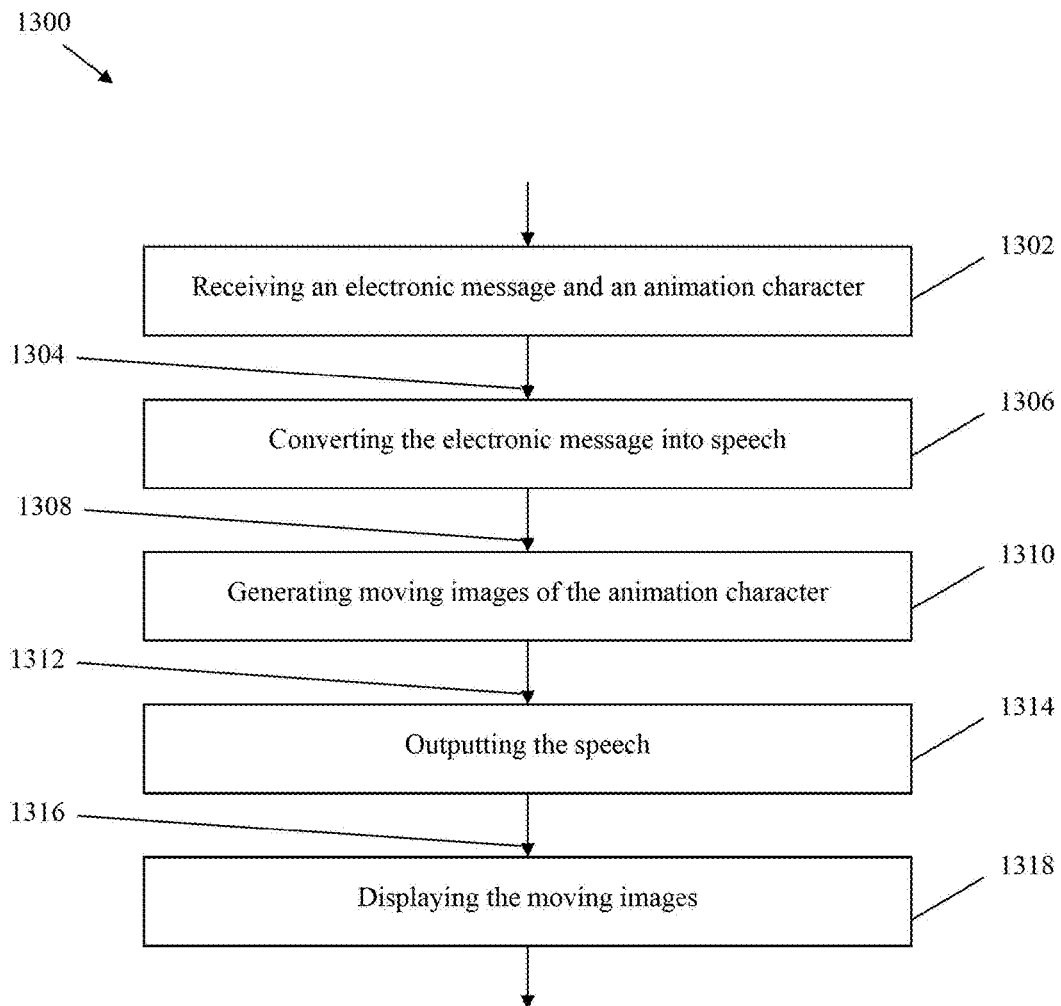 1300
1302
Receiving an electronic message and an animation character
1304
1306
Converting the electronic message into speech
1308
1310
Generating moving images of the animation character
1312
1314
Outputting the speech
1316
1318
Displaying the moving images